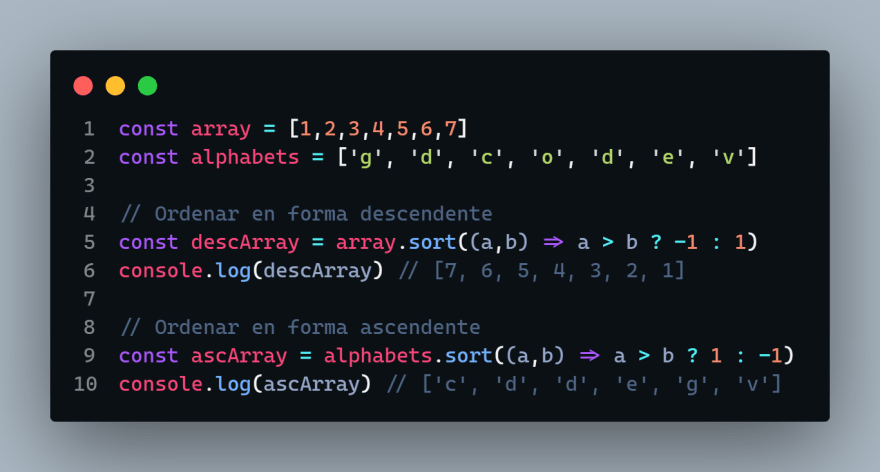 1 const array = [1,2,3,4,5,6,7]
2 const alphabets = ['g', 'd', 'c', 'o', 'd', 'e', 'v']
3
4 // Ordenar en forma descendente
5 const descArray = array.sort((a,b) => a > b ? -1 : 1)
6 console.log(descArray) // [7, 6, 5, 4, 3, 2, 1]
7
8 // Ordenar en forma ascendente
9 const ascArray = alphabets.sort((a,b) => a > b ? 1 : -1)
10 console.log(ascArray) // ['c', 'd', 'd', 'e', 'g', 'v']